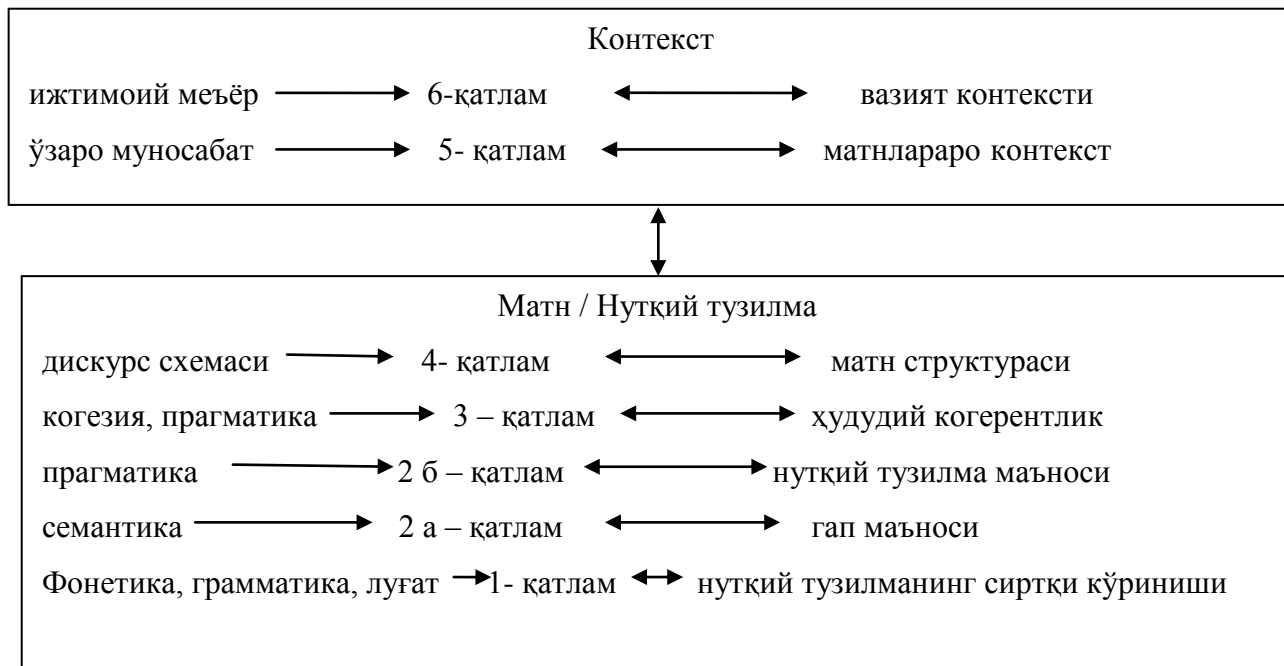 Контекст
ижтимоий меъёр 6-қатлам вазият контексти
ўзаро муносабат 5- қатлам матнлараро контекст
Матн / Нутқий тузилма
дискурс схемаси 4- қатлам матн структураси
когезия, прагматика 3 – қатлам ҳудудий когерентлик
прагматика 2 б – қатлам нутқий тузилма маъноси
семантика 2 а – қатлам гап маъноси
Фонетика, грамматика, луғат 1- қатлам нутқий тузилманинг сиртқи кўриниши